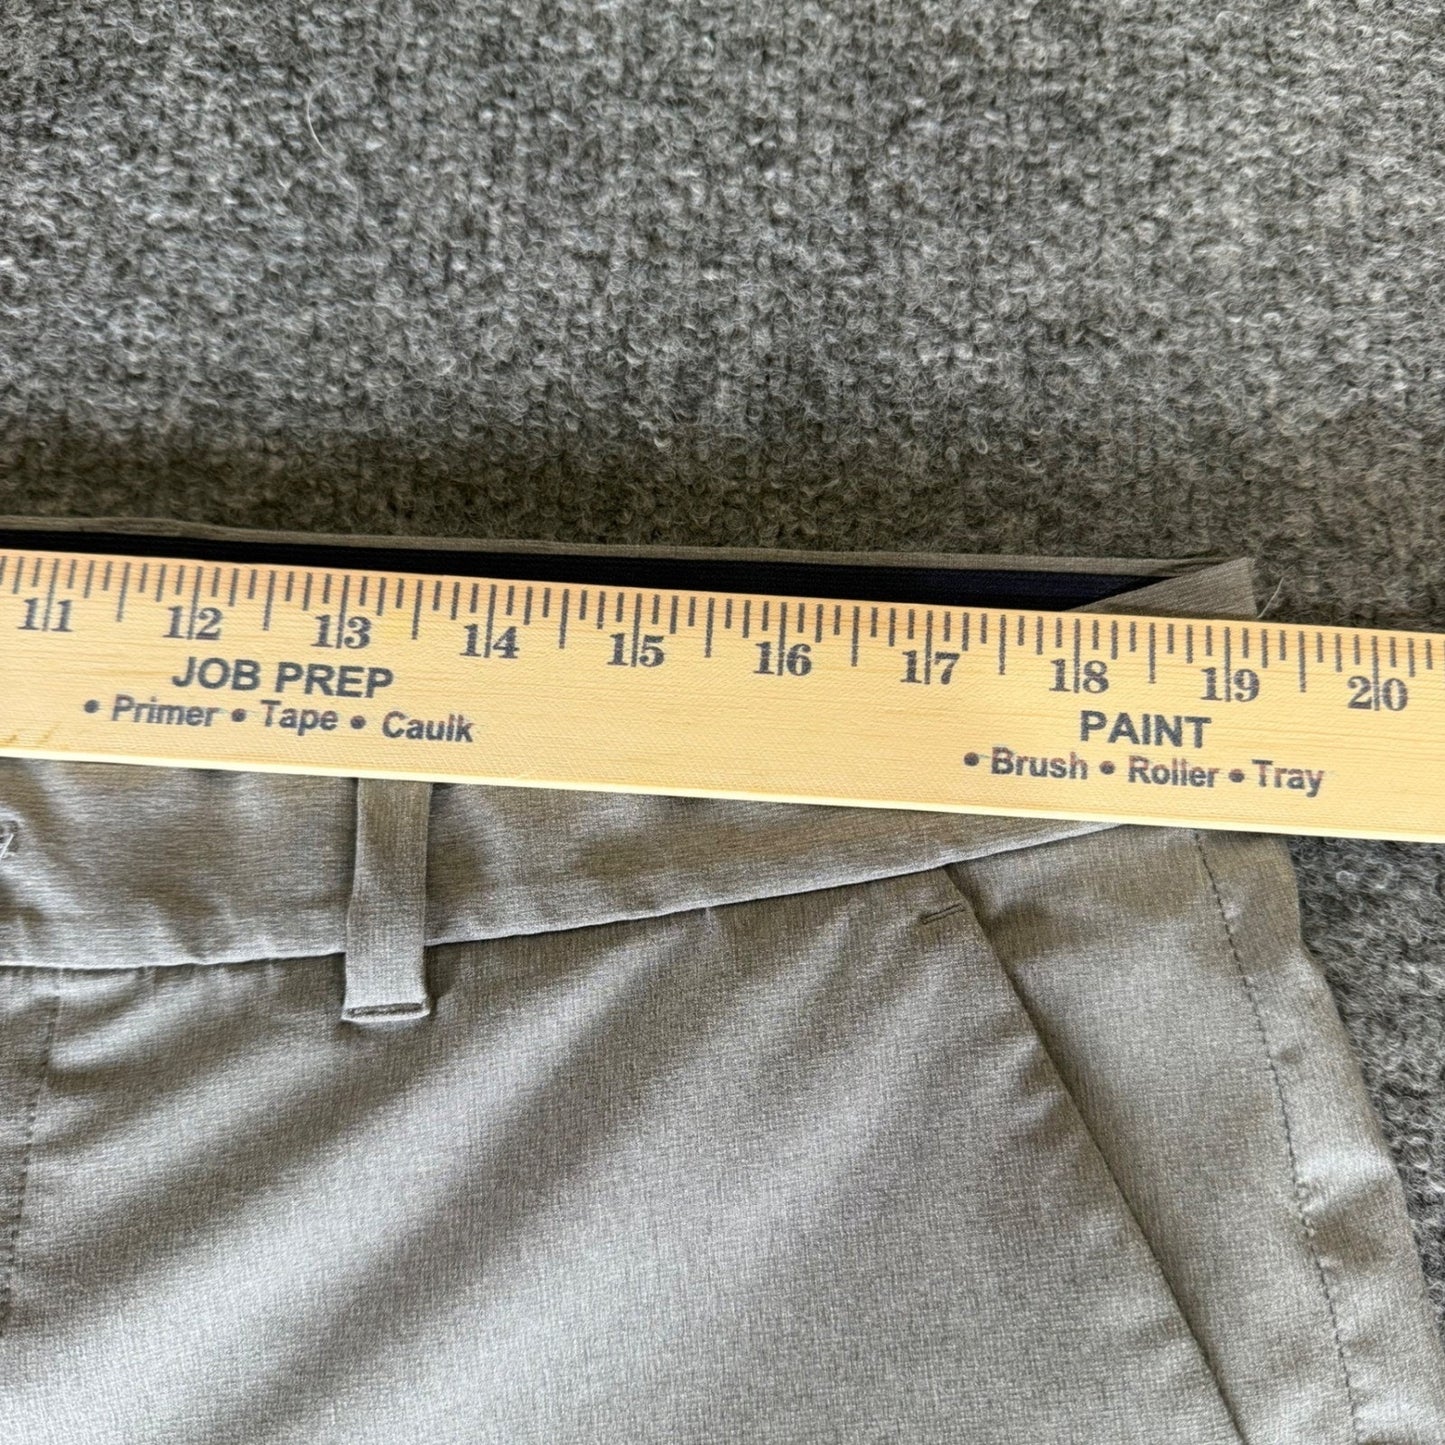 11 12 13 14 15 16 17 18 19 20
JOB PREP
• Primer • Tape • Caulk
PAINT
• Brush • Roller • Tray